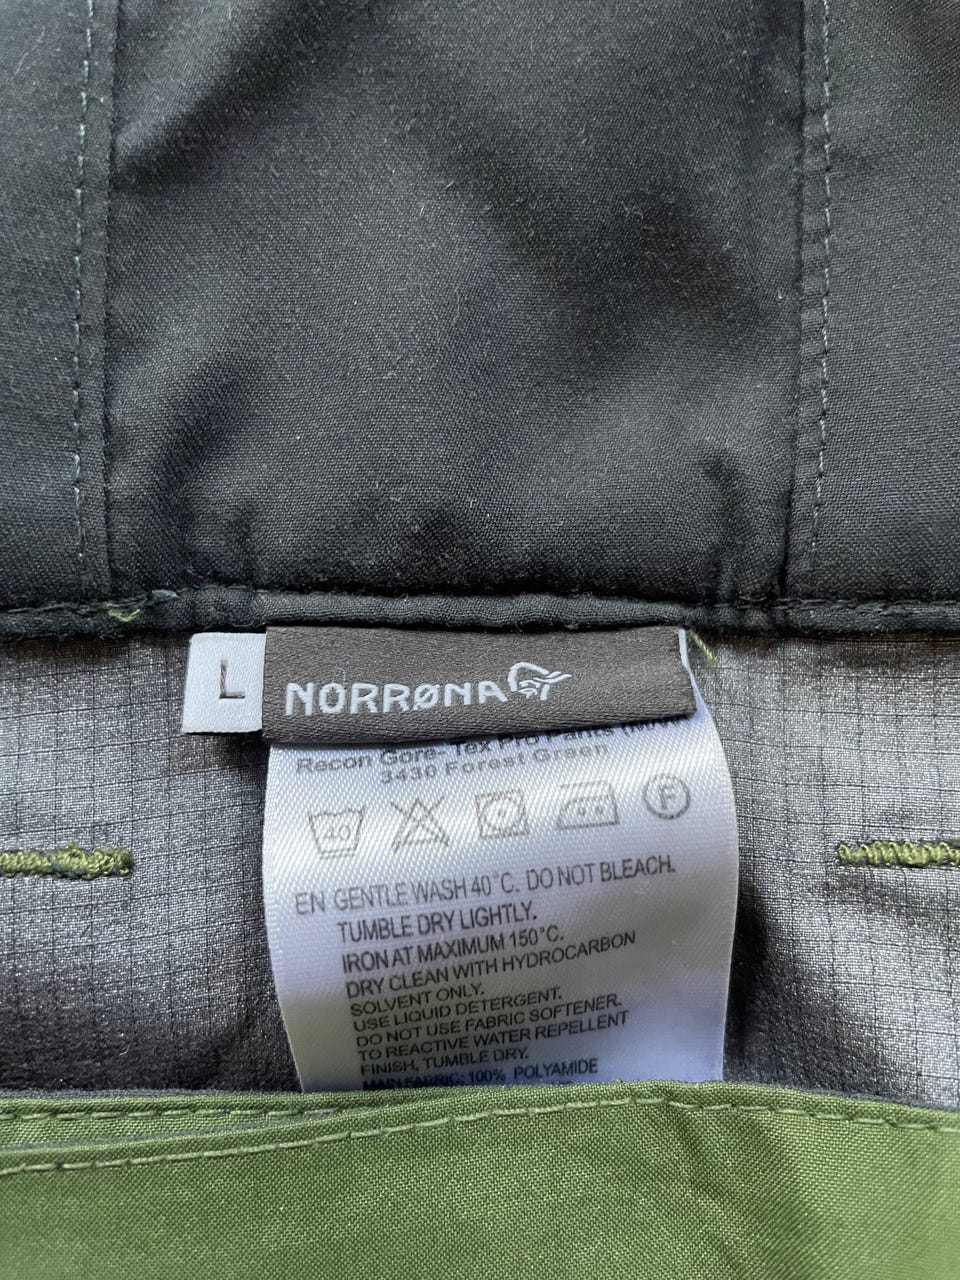 L
NORRØNA
Recon Gore-Tex Pro Pants
3430 Forest Green
40
F
EN GENTLE WASH 40°C. DO NOT BLEACH.
TUMBLE DRY LIGHTLY.
IRON AT MAXIMUM 150°C.
DRY CLEAN WITH HYDROCARBON
SOLVENT ONLY.
USE LIQUID DETERGENT.
DO NOT USE FABRIC SOFTENER.
TO REACTIVE WATER REPELLENT
FINISH, TUMBLE DRY.
MAIN FABRIC: 100% POLYAMIDE